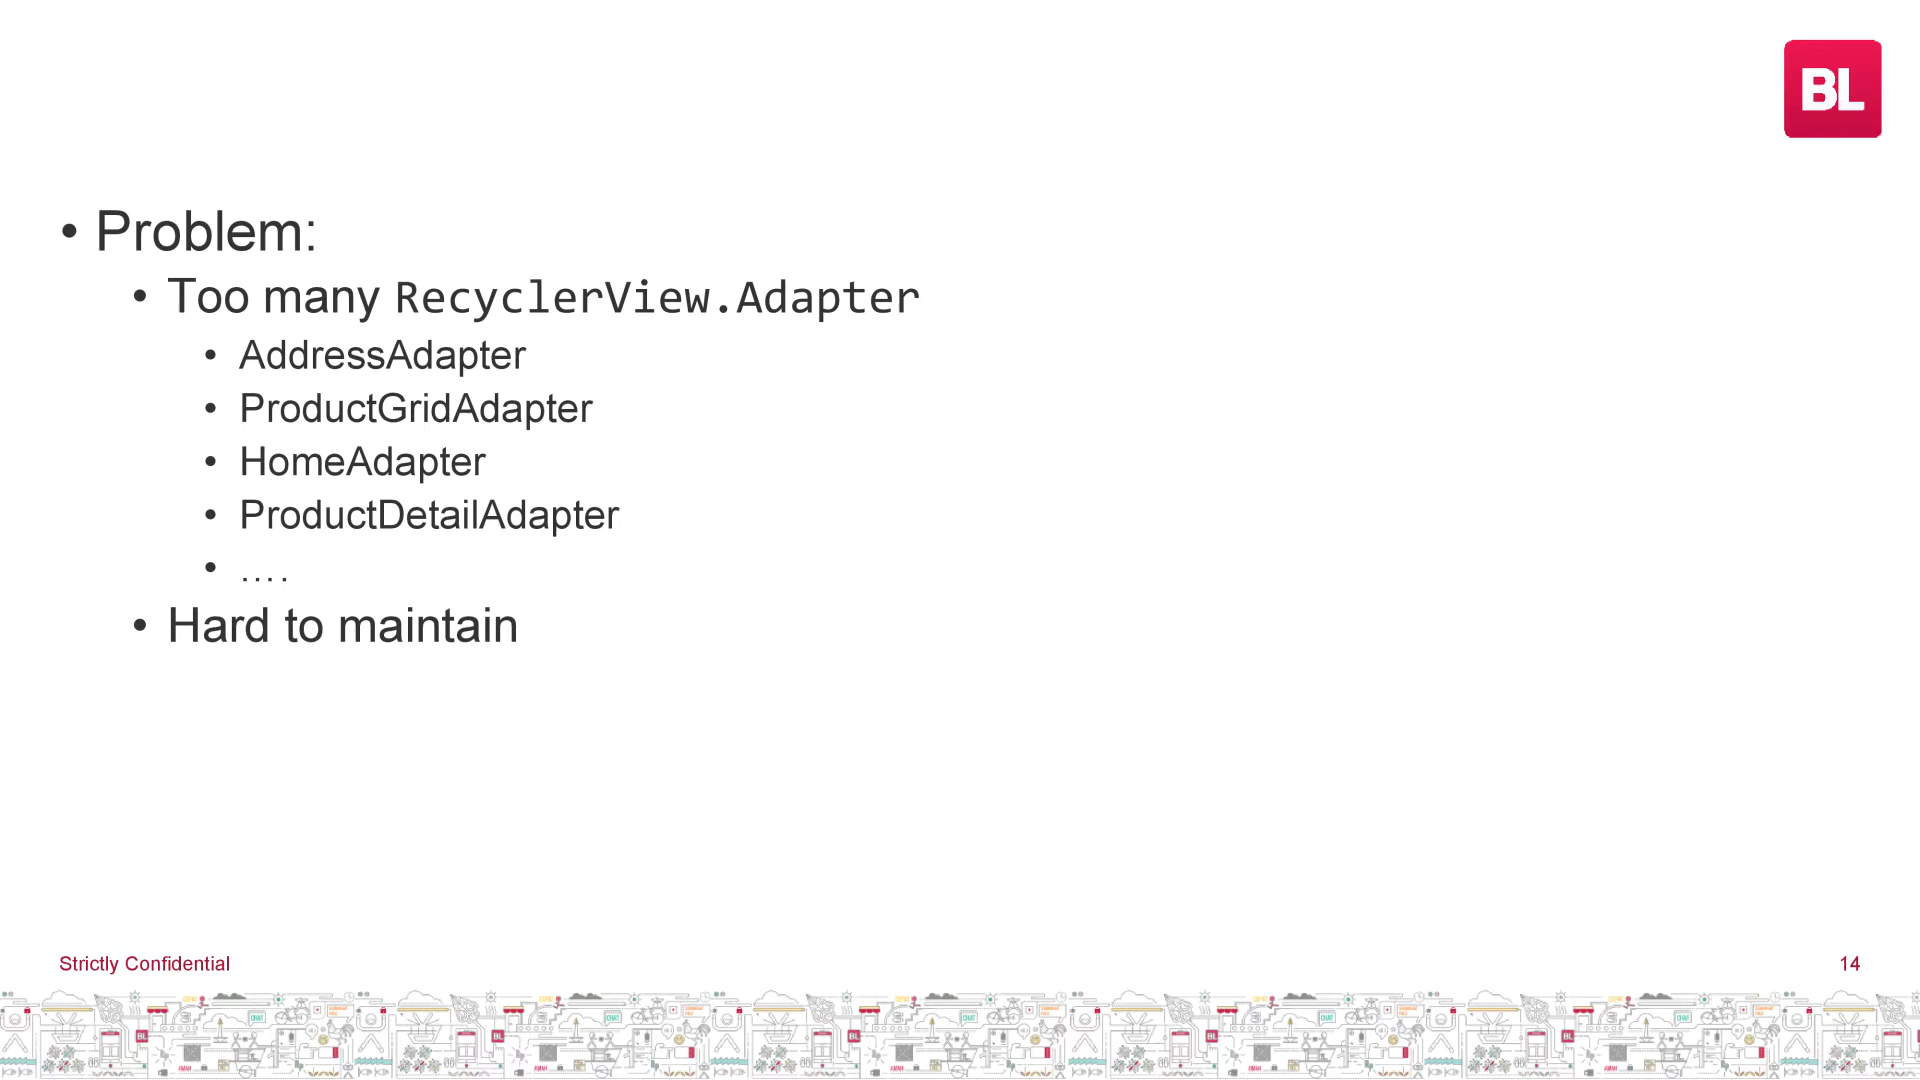 BL
• Problem:
• Too many RecyclerView.Adapter
• AddressAdapter
• ProductGridAdapter
• HomeAdapter
• ProductDetailAdapter
• ....
• Hard to maintain
Strictly Confidential
14